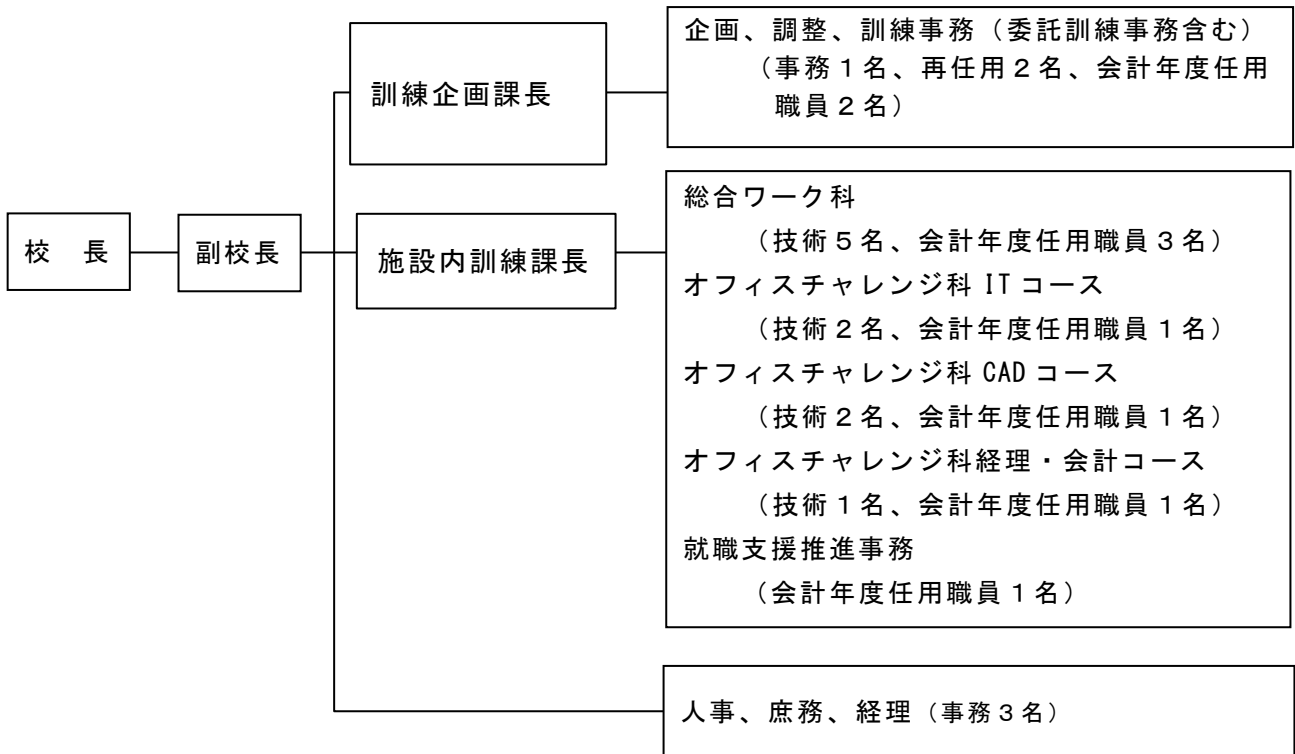 企画、調整、訓練事務（委託訓練事務含む）
（事務１名、再任用２名、会計年度任用
職員２名）
訓練企画課長
総合ワーク科
（技術５名、会計年度任用職員３名）
オフィスチャレンジ科 IT コース
（技術２名、会計年度任用職員１名）
オフィスチャレンジ科 CAD コース
（技術２名、会計年度任用職員１名）
オフィスチャレンジ科経理・会計コース
（技術１名、会計年度任用職員１名）
就職支援推進事務
（会計年度任用職員１名）
校　長
副校長
施設内訓練課長
人事、庶務、経理（事務３名）